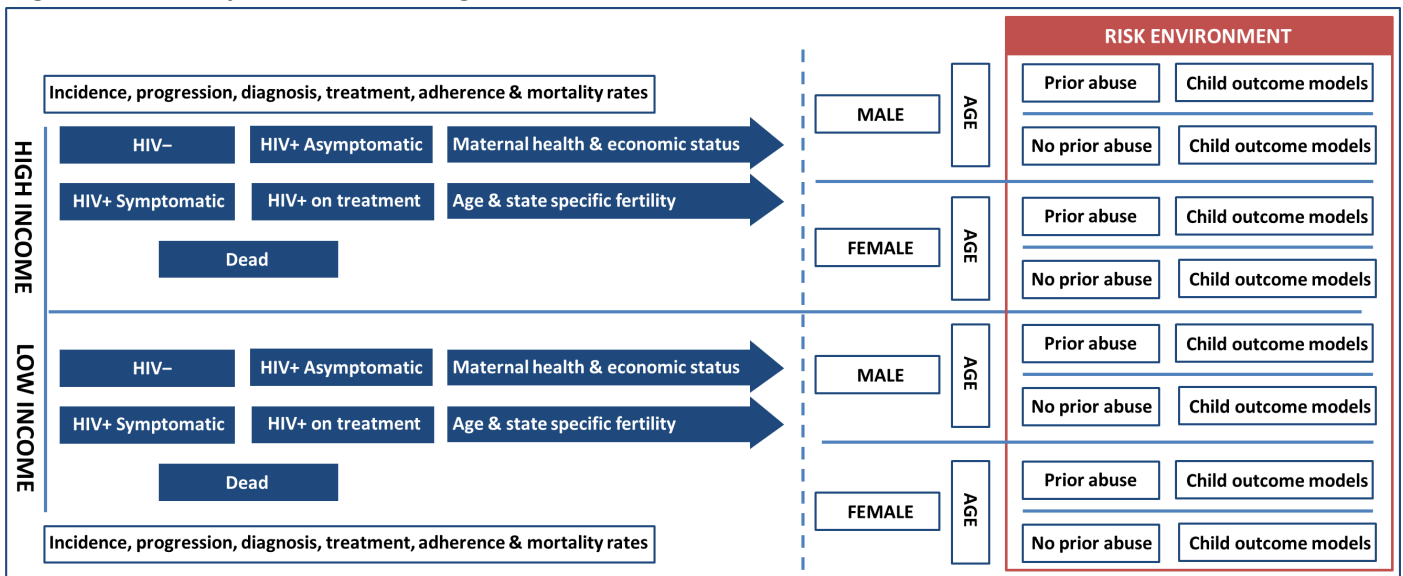 RISK ENVIRONMENT
Incidence, progression, diagnosis, treatment, adherence & mortality rates
HIGH INCOME
HIV–
HIV+ Asymptomatic
Maternal health & economic status
HIV+ Symptomatic
HIV+ on treatment
Age & state specific fertility
Dead
MALE
AGE
Prior abuse
Child outcome models
No prior abuse
Child outcome models
FEMALE
AGE
Prior abuse
Child outcome models
No prior abuse
Child outcome models
LOW INCOME
HIV–
HIV+ Asymptomatic
Maternal health & economic status
HIV+ Symptomatic
HIV+ on treatment
Age & state specific fertility
Dead
Incidence, progression, diagnosis, treatment, adherence & mortality rates
MALE
AGE
Prior abuse
Child outcome models
No prior abuse
Child outcome models
FEMALE
AGE
Prior abuse
Child outcome models
No prior abuse
Child outcome models